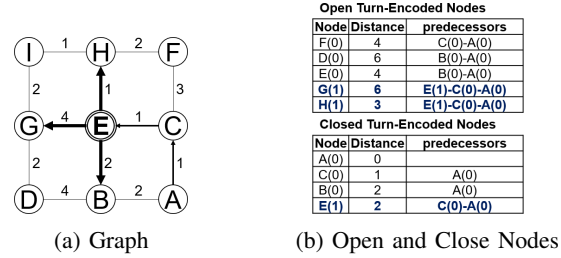 I 1 H 2 F
2 1 3
G 4 E 1 C
2 2 1
D 4 B 2 A
(a) Graph
Open Turn-Encoded Nodes
Node Distance predecessors
F(0) 4 C(0)-A(0)
D(0) 6 B(0)-A(0)
E(0) 4 B(0)-A(0)
G(1) 6 E(1)-C(0)-A(0)
H(1) 3 E(1)-C(0)-A(0)
Closed Turn-Encoded Nodes
Node Distance predecessors
A(0) 0
C(0) 1 A(0)
B(0) 2 A(0)
E(1) 2 C(0)-A(0)
(b) Open and Close Nodes